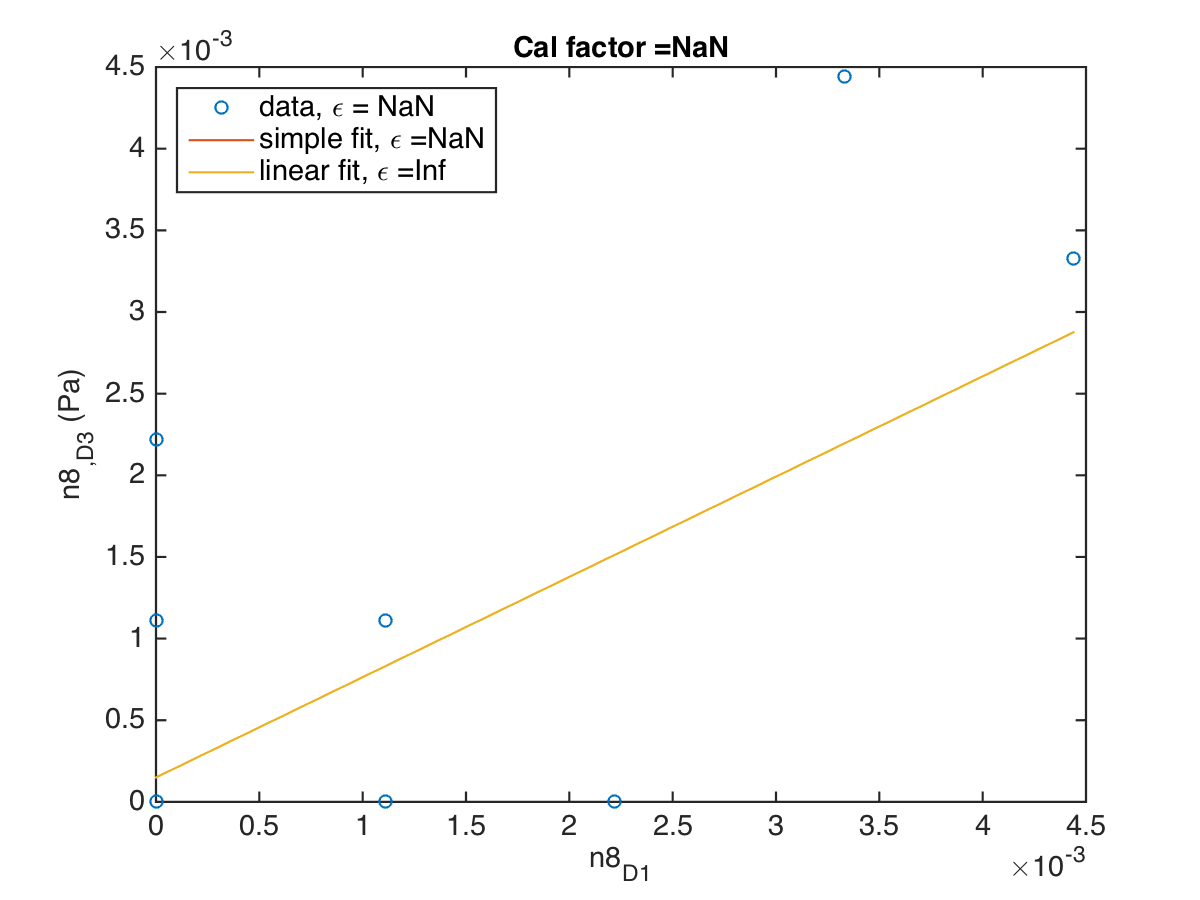 Cal factor =NaN
×10-3
4.5
4
3.5
3
2.5
2
1.5
1
0.5
0
data, ϵ = NaN
simple fit, ϵ =NaN
linear fit, ϵ =Inf
n8,D3 (Pa)
0 0.5 1 1.5 2 2.5 3 3.5 4 4.5
n8D1
×10-3